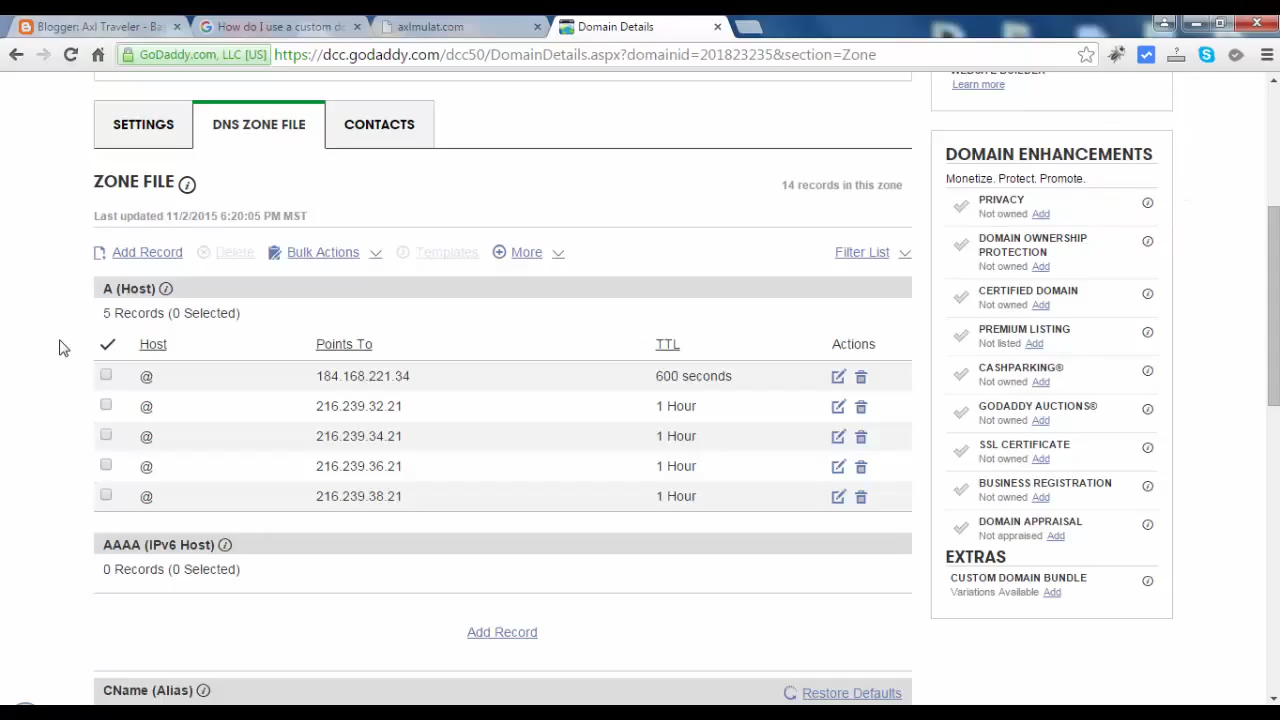 Blogger: Axl Traveler - Ba
How do I use a custom d
axlmulat.com
Domain Details
GoDaddy.com, LLC [US]
https://dcc.godaddy.com/dcc50/DomainDetails.aspx?domainid=201823235&section=Zone
Learn more
SETTINGS
DNS ZONE FILE
CONTACTS
ZONE FILE
14 records in this zone
Last updated 11/2/2015 6:20:05 PM MST
Add Record
Delete
Bulk Actions
Templates
More
Filter List
A (Host)
5 Records (0 Selected)
Host Points To TTL Actions
@ 184.168.221.34 600 seconds
@ 216.239.32.21 1 Hour
@ 216.239.34.21 1 Hour
@ 216.239.36.21 1 Hour
@ 216.239.38.21 1 Hour
AAAA (IPv6 Host)
0 Records (0 Selected)
Add Record
CName (Alias)
Restore Defaults
DOMAIN ENHANCEMENTS
Monetize. Protect. Promote.
PRIVACY
Not owned Add
DOMAIN OWNERSHIP
PROTECTION
Not owned Add
CERTIFIED DOMAIN
Not owned Add
PREMIUM LISTING
Not listed Add
CASHPARKING®
Not owned Add
GODADDY AUCTIONS®
Not owned Add
SSL CERTIFICATE
Not owned Add
BUSINESS REGISTRATION
Not owned Add
DOMAIN APPRAISAL
Not appraised Add
EXTRAS
CUSTOM DOMAIN BUNDLE
Variations Available Add